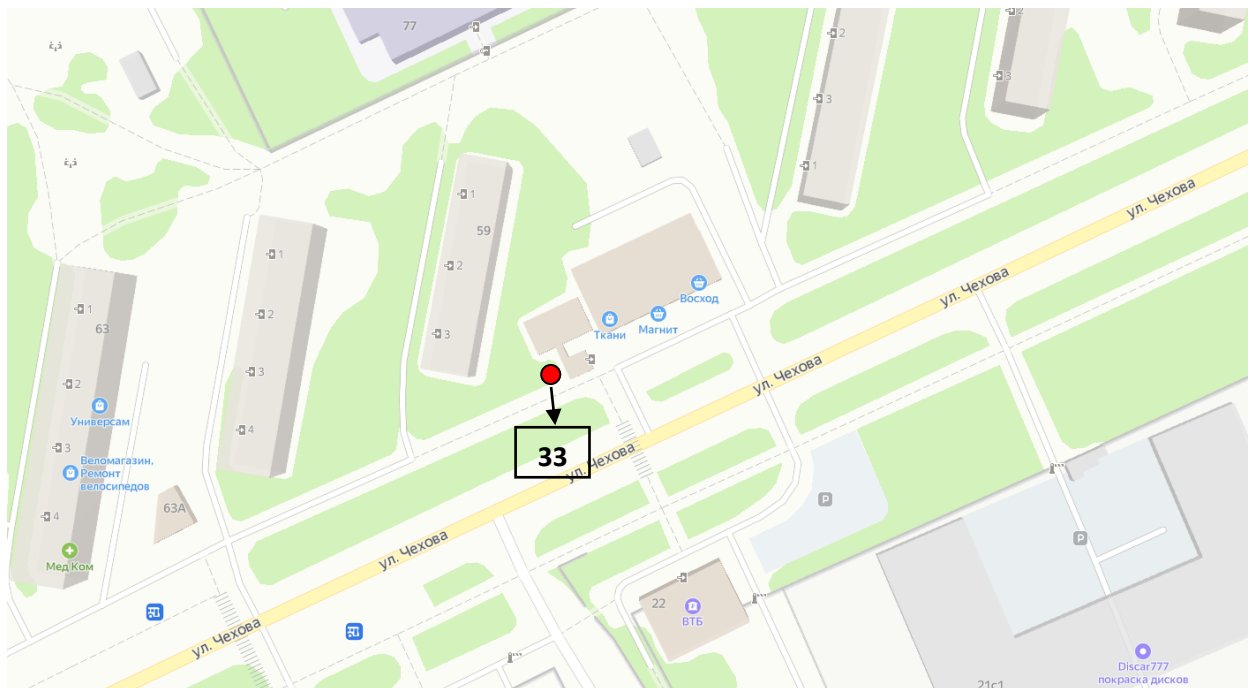 77
2
2
3
3
1
1
59
ул. Чехова
1
2
ул. Чехова
Восход
Ткани
Магнит
1
63
2
3
3
ул. Чехова
2
4
Универсам
3
Веломагазин,
Ремонт
велосипедов
33
ул. Чехова
4
63А
P
P
ул. Чехова
Мед Ком
22
ВТБ
ул. Чехова
Discar777
покраска дисков
21с1